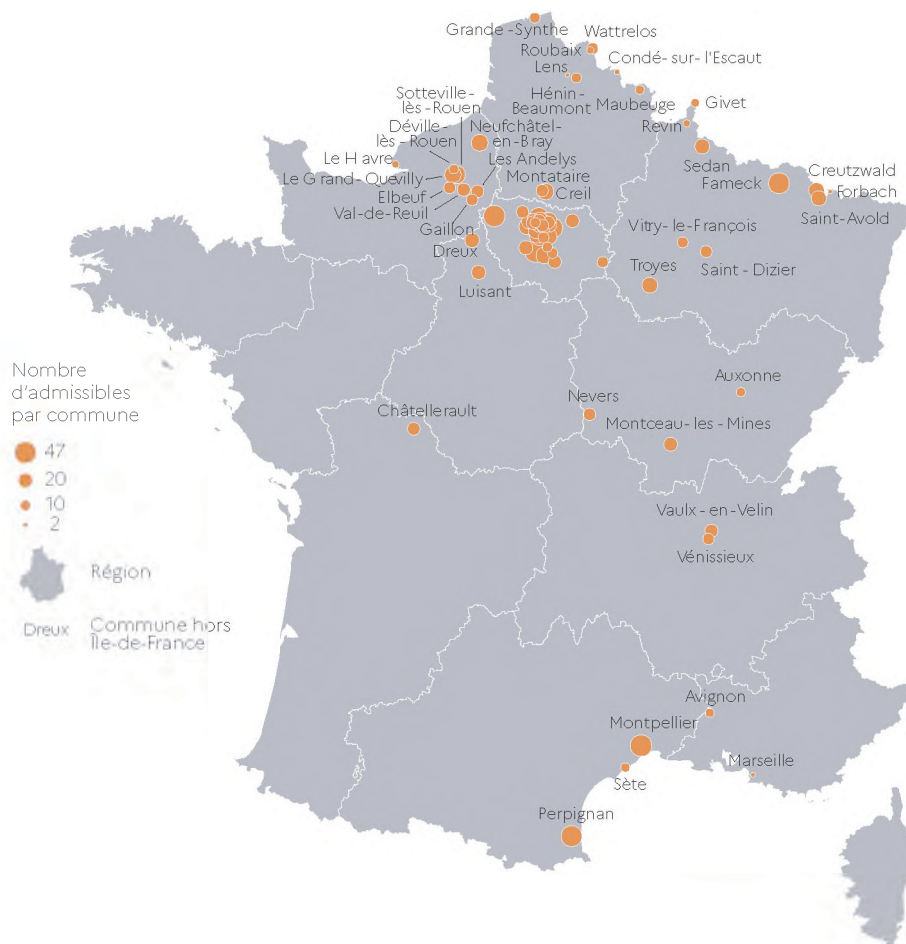 Grande-Synthe
Wattrelos
Roubaix
Lens
Condé-sur-l'Escaut
Sotteville-
lès-Rouen
Hénin-
Beaumont
Maubeuge
Givet
Déville-
lès-Rouen
Neufchâtel-
en-Bray
Revin
Le Havre
Les Andelys
Sedan
Le Grand-Quevilly
Montataire
Fameck
Creutzwald
Elbeuf
Creil
Forbach
Val-de-Reuil
Saint-Avold
Gaillon
Vitry-le-François
Dreux
Troyes
Saint-Dizier
Luisant
Nombre
d'admissibles
par commune
47
20
10
2
Région
Dreux
Commune hors
Île-de-France
Auxonne
Nevers
Châtellerault
Montceau-les-Mines
Vaulx-en-Velin
Vénissieux
Avignon
Montpellier
Marseille
Sète
Perpignan